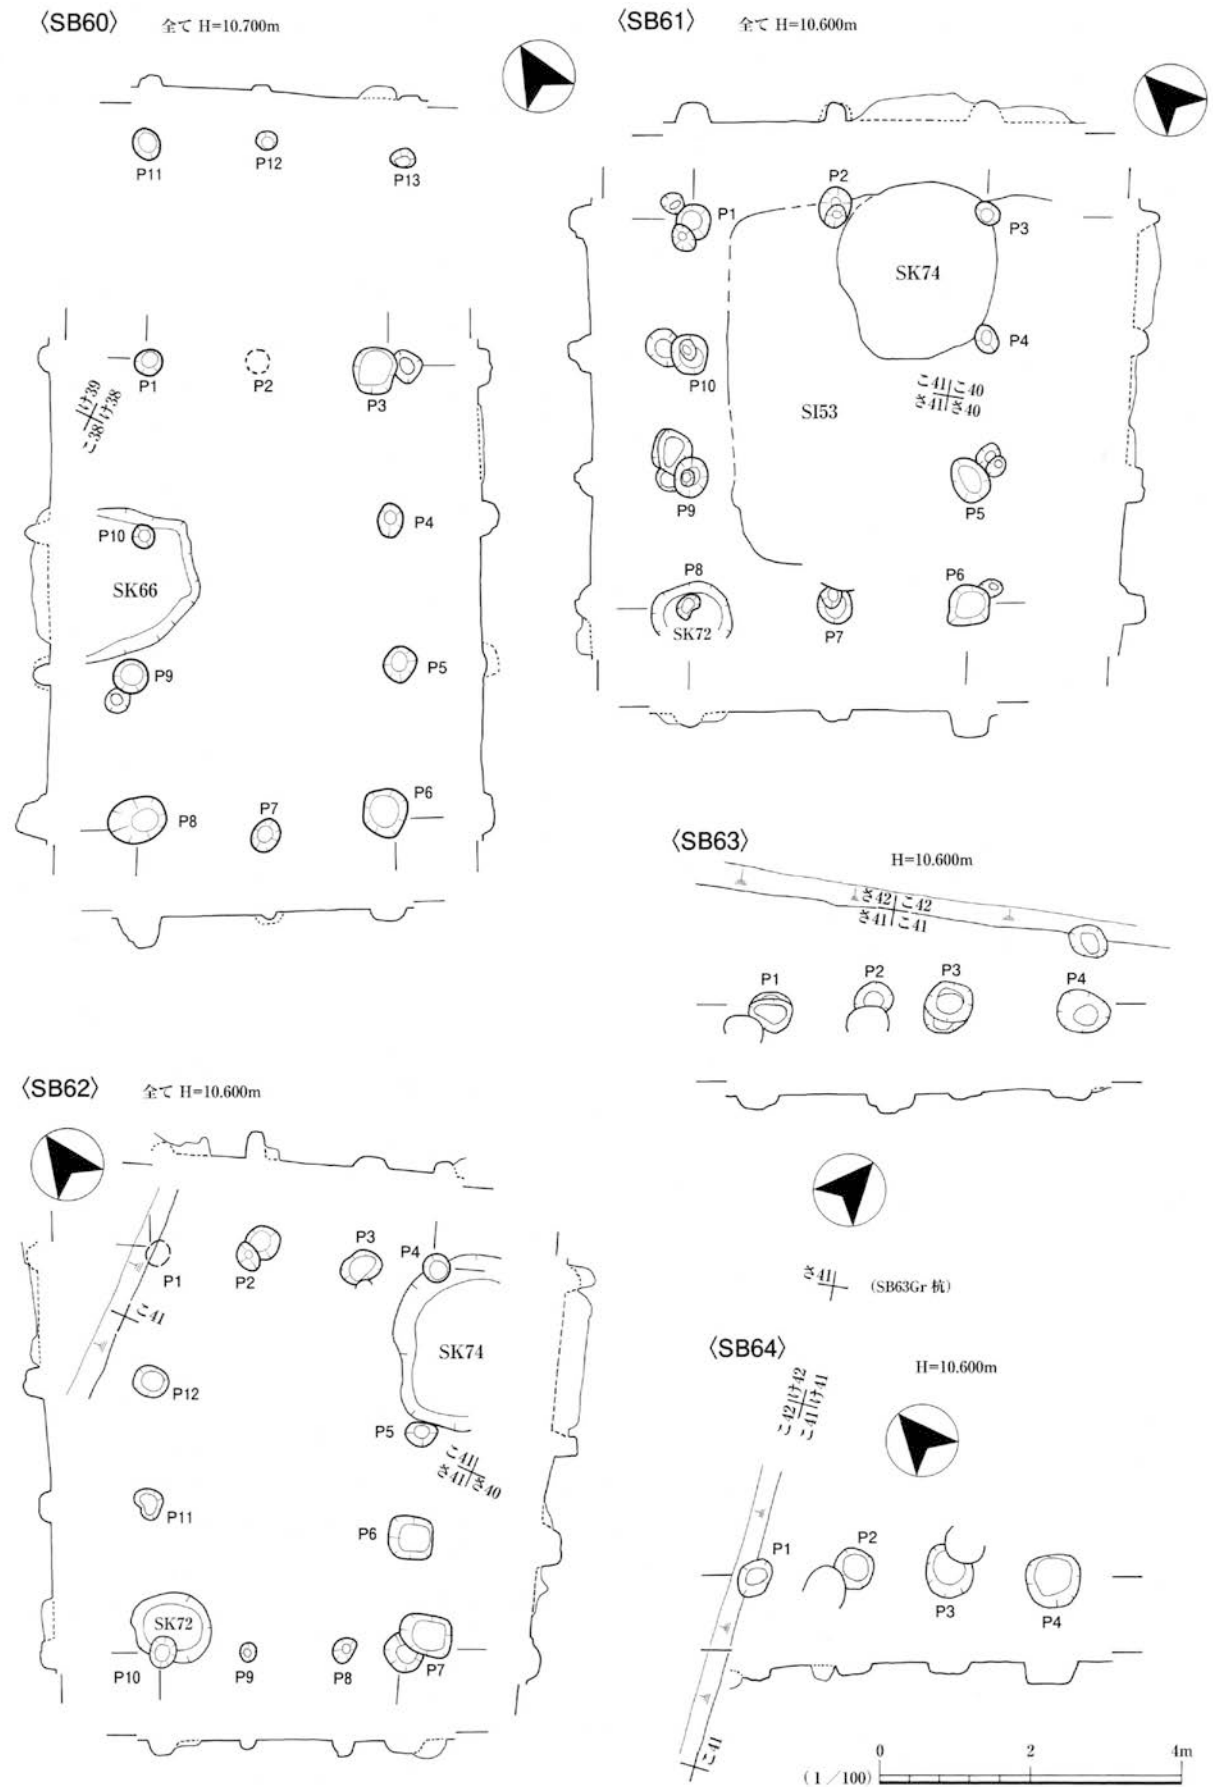 〈SB60〉 全て H=10.700m
P11
P12
P13
P1
P2
P3
け39 け38
こ38
P4
P10
SK66
P5
P9
P6
P7
P8
〈SB61〉 全て H=10.600m
P2
P1
P3
SK74
P4
P10
こ41 こ40
さ41 さ40
SI53
P9
P5
P8
P6
SK72
P7
〈SB63〉
H=10.600m
さ42 こ42
さ41 こ41
P1
P2
P3
P4
さ41
(SB63Gr 杭)
〈SB62〉 全て H=10.600m
P1
P2
P3
P4
こ41
SK74
P12
P5
こ41
さ41 さ40
P11
P6
SK72
P10
P9
P8
P7
〈SB64〉
H=10.600m
け42
こ42 け41
こ41
P1
P2
P3
P4
こ41
0 2 4m
(1/100)